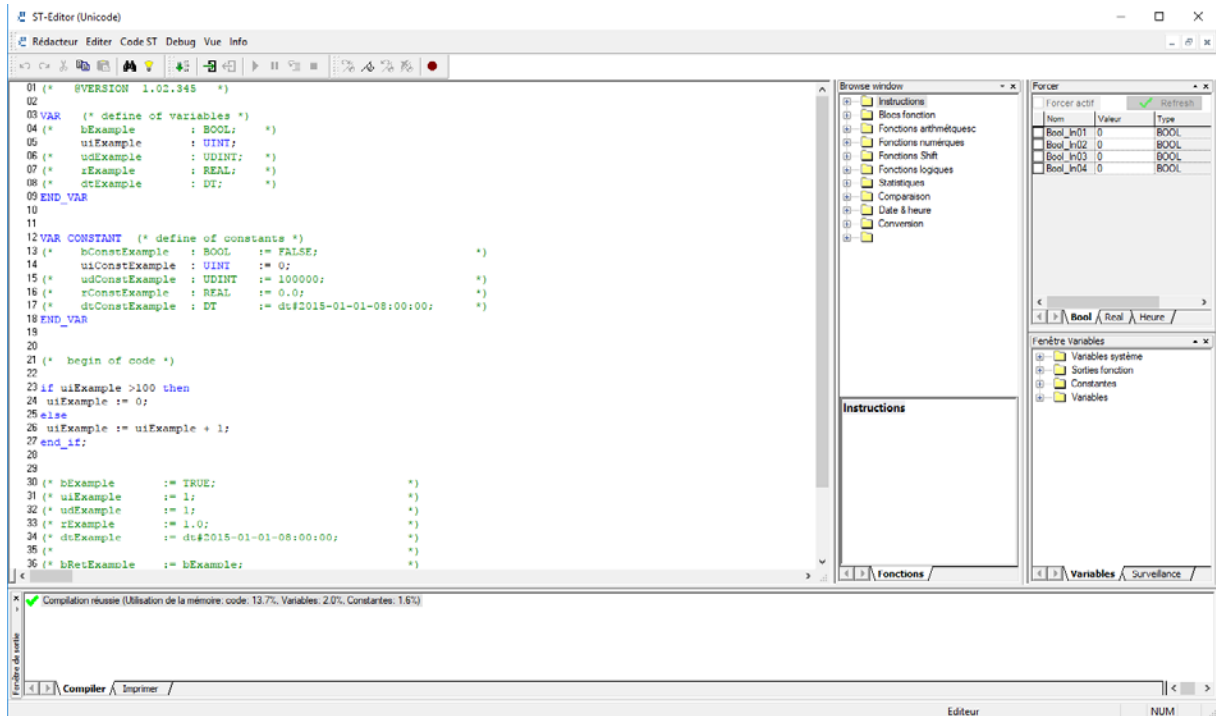 ST-Editor (Unicode)
Rédacteur Editer Code ST Debug Vue Info
01 (* @VERSION 1.02.345 *)
02
03 VAR (* define of variables *)
04 (* bExample : BOOL; *)
05 uiExample : UINT;
06 (* udExample : UDINT; *)
07 (* rExample : REAL; *)
08 (* dtExample : DT; *)
09 END_VAR
10
11
12 VAR CONSTANT (* define of constants *)
13 (* bConstExample : BOOL := FALSE; *)
14 uiConstExample : UINT := 0;
15 (* udConstExample : UDINT := 100000; *)
16 (* rConstExample : REAL := 0.0; *)
17 (* dtConstExample : DT := dt#2015-01-01-08:00:00; *)
18 END_VAR
19
20
21 (* begin of code *)
22
23 if uiExample >100 then
24 uiExample := 0;
25 else
26 uiExample := uiExample + 1;
27 end_if;
28
29
30 (* bExample := TRUE; *)
31 (* uiExample := 1; *)
32 (* udExample := 1; *)
33 (* rExample := 1.0; *)
34 (* dtExample := dt#2015-01-01-08:00:00; *)
35 (* *)
36 (* bRetExample := bExample; *)
Browse window
Instructions
Blocs fonction
Fonctions arithmétquesc
Fonctions numérques
Fonctions Shift
Fonctions logiques
Statistiques
Comparaison
Date & heure
Conversion
Instructions
Fonctions
Forcer
Forcer actif Refresh
Nom Valeur Type
Bool_In01 0 BOOL
Bool_In02 0 BOOL
Bool_In03 0 BOOL
Bool_In04 0 BOOL
Bool Real Heure
Fenêtre Variables
Variables système
Sorties fonction
Constantes
Variables
Variables Surveillance
Fenêtre de sortie
Compilation réussie (Utilisation de la mémoire: code: 13.7%, Variables: 2.0%, Constantes: 1.6%)
Compiler Imprimer
Editeur NUM